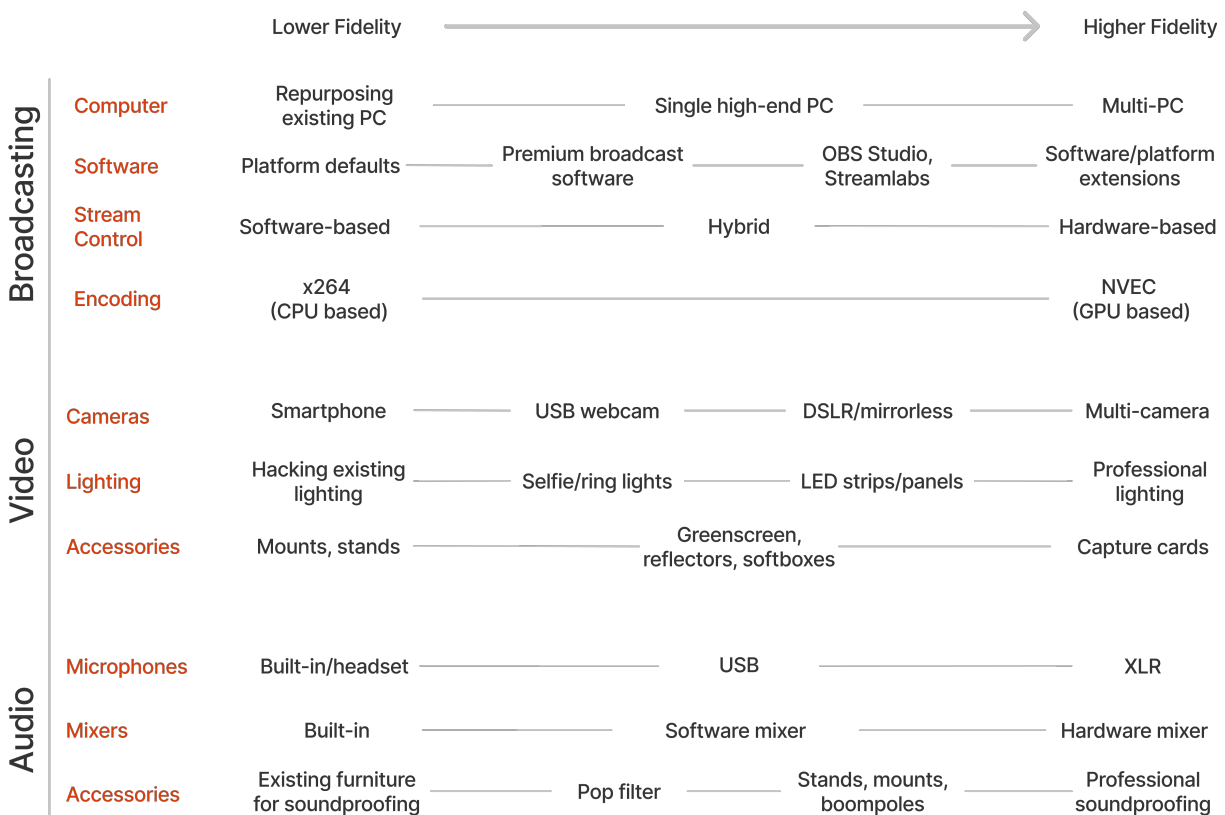 Lower Fidelity Higher Fidelity
Broadcasting
Computer
Repurposing
existing PC
Single high-end PC
Multi-PC
Software
Platform defaults
Premium broadcast
software
OBS Studio,
Streamlabs
Software/platform
extensions
Stream
Control
Software-based
Hybrid
Hardware-based
Encoding
x264
(CPU based)
NVEC
(GPU based)
Video
Cameras
Smartphone
USB webcam
DSLR/mirrorless
Multi-camera
Lighting
Hacking existing
lighting
Selfie/ring lights
LED strips/panels
Professional
lighting
Accessories
Mounts, stands
Greenscreen,
reflectors, softboxes
Capture cards
Audio
Microphones
Built-in/headset
USB
XLR
Mixers
Built-in
Software mixer
Hardware mixer
Accessories
Existing furniture
for soundproofing
Pop filter
Stands, mounts,
boompoles
Professional
soundproofing